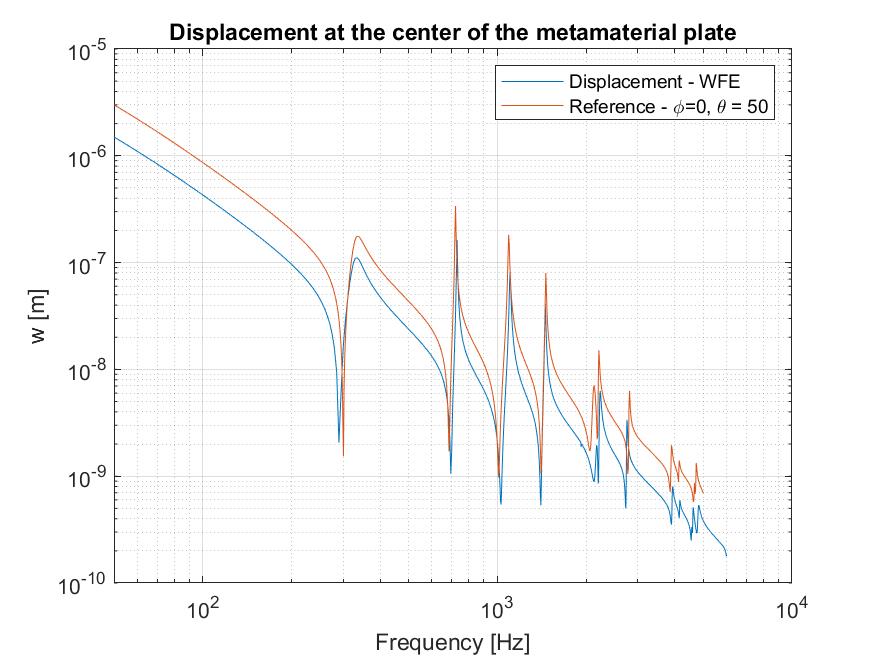 Displacement at the center of the metamaterial plate
10^-5
10^-6
10^-7
10^-8
10^-9
10^-10
w [m]
Displacement - WFE
Reference - ϕ=0, θ = 50
10^2
10^3
10^4
Frequency [Hz]